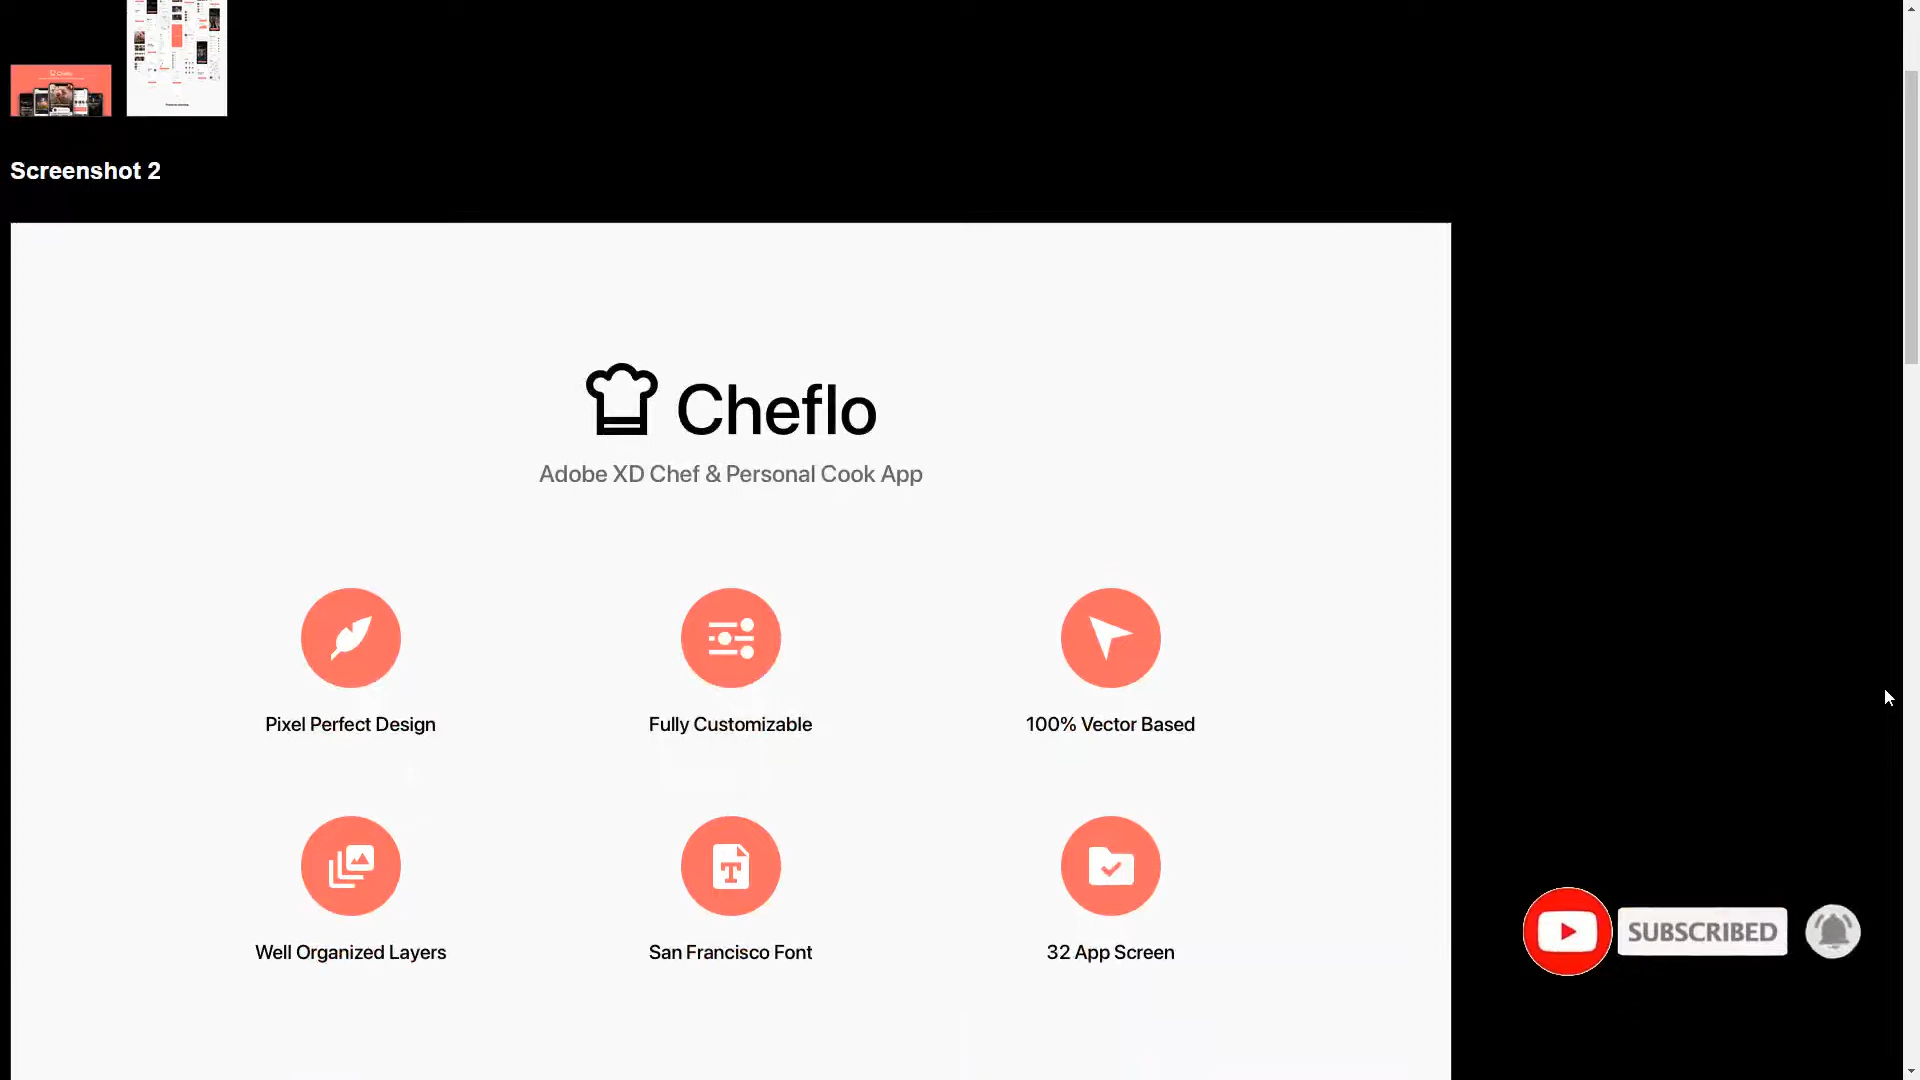 Cheflo
Screenshot 2
Cheflo
Adobe XD Chef & Personal Cook App
Pixel Perfect Design
Fully Customizable
100% Vector Based
Well Organized Layers
San Francisco Font
32 App Screen
SUBSCRIBED